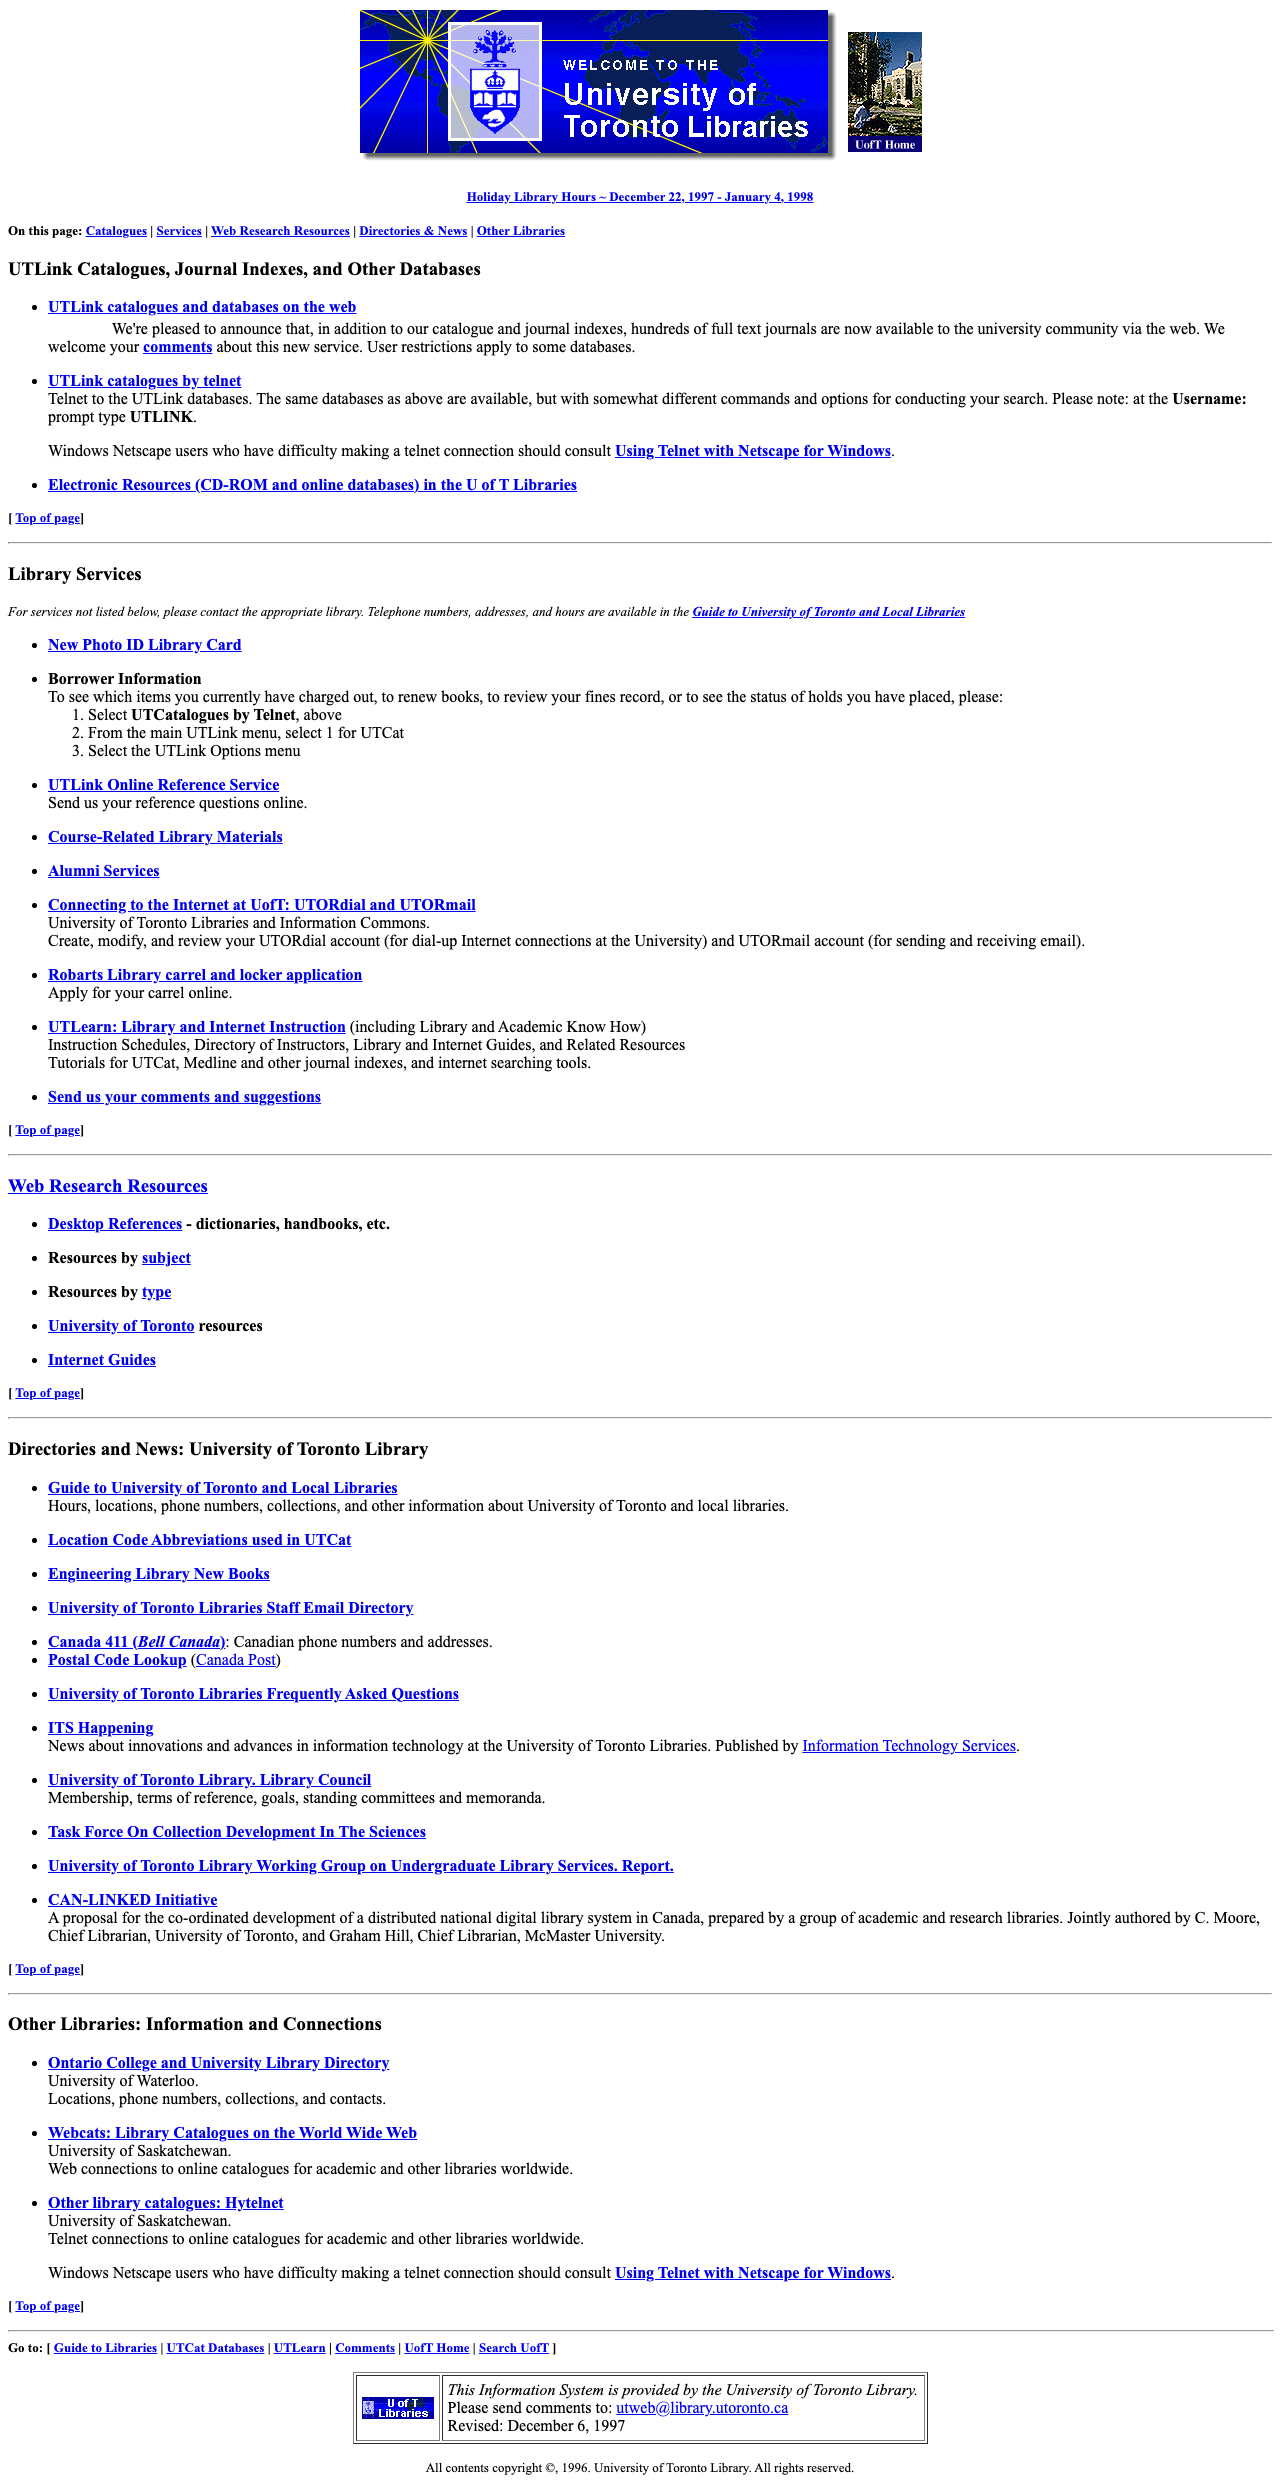 WELCOME TO THE
University of
Toronto Libraries
UofT Home
Holiday Library Hours ~ December 22, 1997 - January 4, 1998
On this page: Catalogues | Services | Web Research Resources | Directories & News | Other Libraries
UTLink Catalogues, Journal Indexes, and Other Databases
UTLink catalogues and databases on the web
We're pleased to announce that, in addition to our catalogue and journal indexes, hundreds of full text journals are now available to the university community via the web. We
welcome your comments about this new service. User restrictions apply to some databases.
UTLink catalogues by telnet
Telnet to the UTLink databases. The same databases as above are available, but with somewhat different commands and options for conducting your search. Please note: at the Username:
prompt type UTLINK.
Windows Netscape users who have difficulty making a telnet connection should consult Using Telnet with Netscape for Windows.
Electronic Resources (CD-ROM and online databases) in the U of T Libraries
[ Top of page]
Library Services
For services not listed below, please contact the appropriate library. Telephone numbers, addresses, and hours are available in the Guide to University of Toronto and Local Libraries
New Photo ID Library Card
Borrower Information
To see which items you currently have charged out, to renew books, to review your fines record, or to see the status of holds you have placed, please:
1. Select UTCatalogues by Telnet, above
2. From the main UTLink menu, select 1 for UTCat
3. Select the UTLink Options menu
UTLink Online Reference Service
Send us your reference questions online.
Course-Related Library Materials
Alumni Services
Connecting to the Internet at UofT: UTORdial and UTORmail
University of Toronto Libraries and Information Commons.
Create, modify, and review your UTORdial account (for dial-up Internet connections at the University) and UTORmail account (for sending and receiving email).
Robarts Library carrel and locker application
Apply for your carrel online.
UTLearn: Library and Internet Instruction (including Library and Academic Know How)
Instruction Schedules, Directory of Instructors, Library and Internet Guides, and Related Resources
Tutorials for UTCat, Medline and other journal indexes, and internet searching tools.
Send us your comments and suggestions
[ Top of page]
Web Research Resources
Desktop References - dictionaries, handbooks, etc.
Resources by subject
Resources by type
University of Toronto resources
Internet Guides
[ Top of page]
Directories and News: University of Toronto Library
Guide to University of Toronto and Local Libraries
Hours, locations, phone numbers, collections, and other information about University of Toronto and local libraries.
Location Code Abbreviations used in UTCat
Engineering Library New Books
University of Toronto Libraries Staff Email Directory
Canada 411 (Bell Canada): Canadian phone numbers and addresses.
Postal Code Lookup (Canada Post)
University of Toronto Libraries Frequently Asked Questions
ITS Happening
News about innovations and advances in information technology at the University of Toronto Libraries. Published by Information Technology Services.
University of Toronto Library. Library Council
Membership, terms of reference, goals, standing committees and memoranda.
Task Force On Collection Development In The Sciences
University of Toronto Library Working Group on Undergraduate Library Services. Report.
CAN-LINKED Initiative
A proposal for the co-ordinated development of a distributed national digital library system in Canada, prepared by a group of academic and research libraries. Jointly authored by C. Moore,
Chief Librarian, University of Toronto, and Graham Hill, Chief Librarian, McMaster University.
[ Top of page]
Other Libraries: Information and Connections
Ontario College and University Library Directory
University of Waterloo.
Locations, phone numbers, collections, and contacts.
Webcats: Library Catalogues on the World Wide Web
University of Saskatchewan.
Web connections to online catalogues for academic and other libraries worldwide.
Other library catalogues: Hytelnet
University of Saskatchewan.
Telnet connections to online catalogues for academic and other libraries worldwide.
Windows Netscape users who have difficulty making a telnet connection should consult Using Telnet with Netscape for Windows.
[ Top of page]
Go to: [ Guide to Libraries | UTCat Databases | UTLearn | Comments | UofT Home | Search UofT ]
U of T
Libraries
This Information System is provided by the University of Toronto Library.
Please send comments to: utweb@library.utoronto.ca
Revised: December 6, 1997
All contents copyright ©, 1996. University of Toronto Library. All rights reserved.